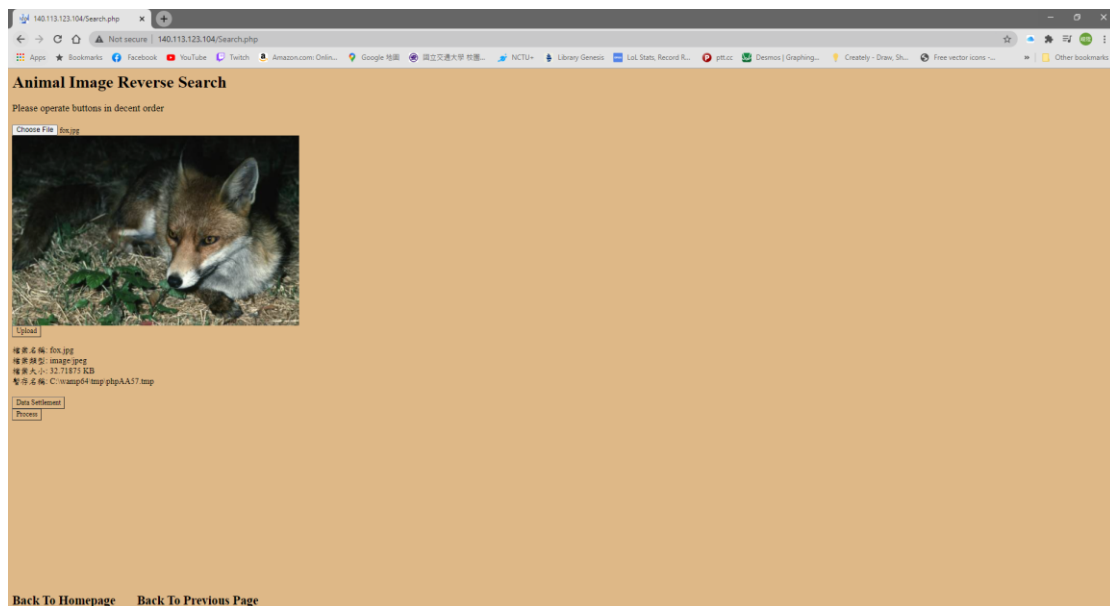 140.113.123.104/Search.php
Not secure | 140.113.123.104/Search.php
Apps Bookmarks Facebook YouTube Twitch Amazon.com: Onlin... Google 地圖 國立交通大學 校園... NCTU+ Library Genesis LoL Stats, Record R... ptt.cc Desmos | Graphing... Creately - Draw, Sh... Free vector icons -... » Other bookmarks
Animal Image Reverse Search
Please operate buttons in decent order
Choose File fox.jpg
Upload
檔案名稱: fox.jpg
檔案類型: image/jpeg
檔案大小: 32.71875 KB
暫存名稱: C:\wamp64\tmp\phpAA57.tmp
Data Settlement
Process
Back To Homepage Back To Previous Page